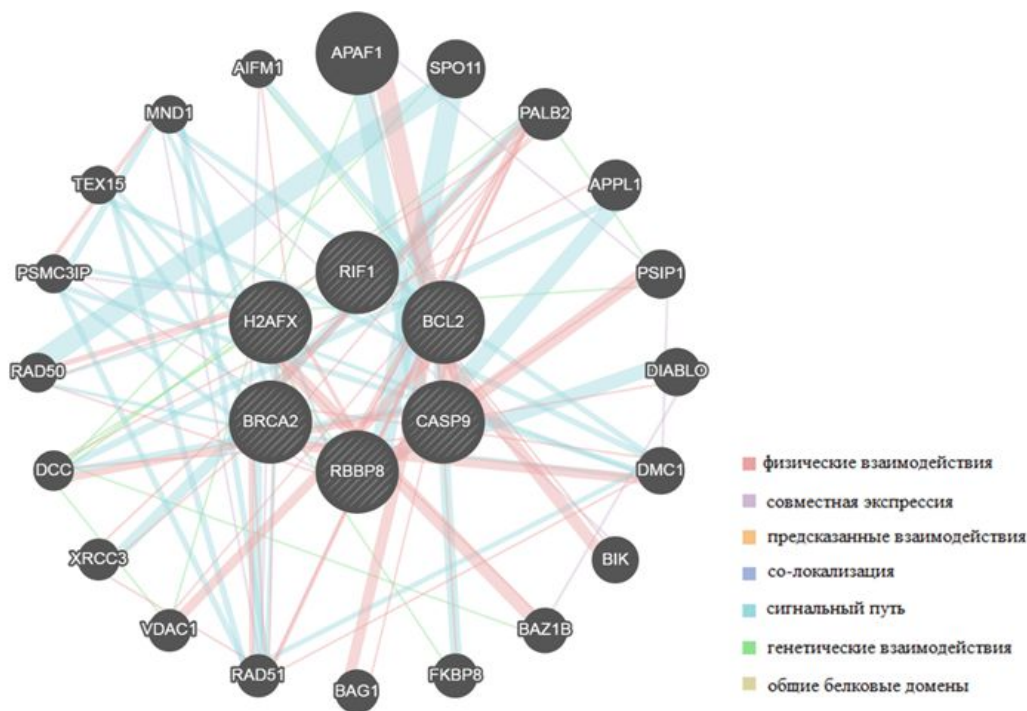 APAF1
AIFM1
SPO11
MND1
PALB2
TEX15
APPL1
RIF1
PSMC3IP
PSIP1
H2AFX
BCL2
RAD50
DIABLO
BRCA2
CASP9
DCC
RBBP8
DMC1
XRCC3
BIK
VDAC1
BAZ1B
RAD51
BAG1
FKBP8
физические взаимодействия
совместная экспрессия
предсказанные взаимодействия
со-локализация
сигнальный путь
генетические взаимодействия
общие белковые домены